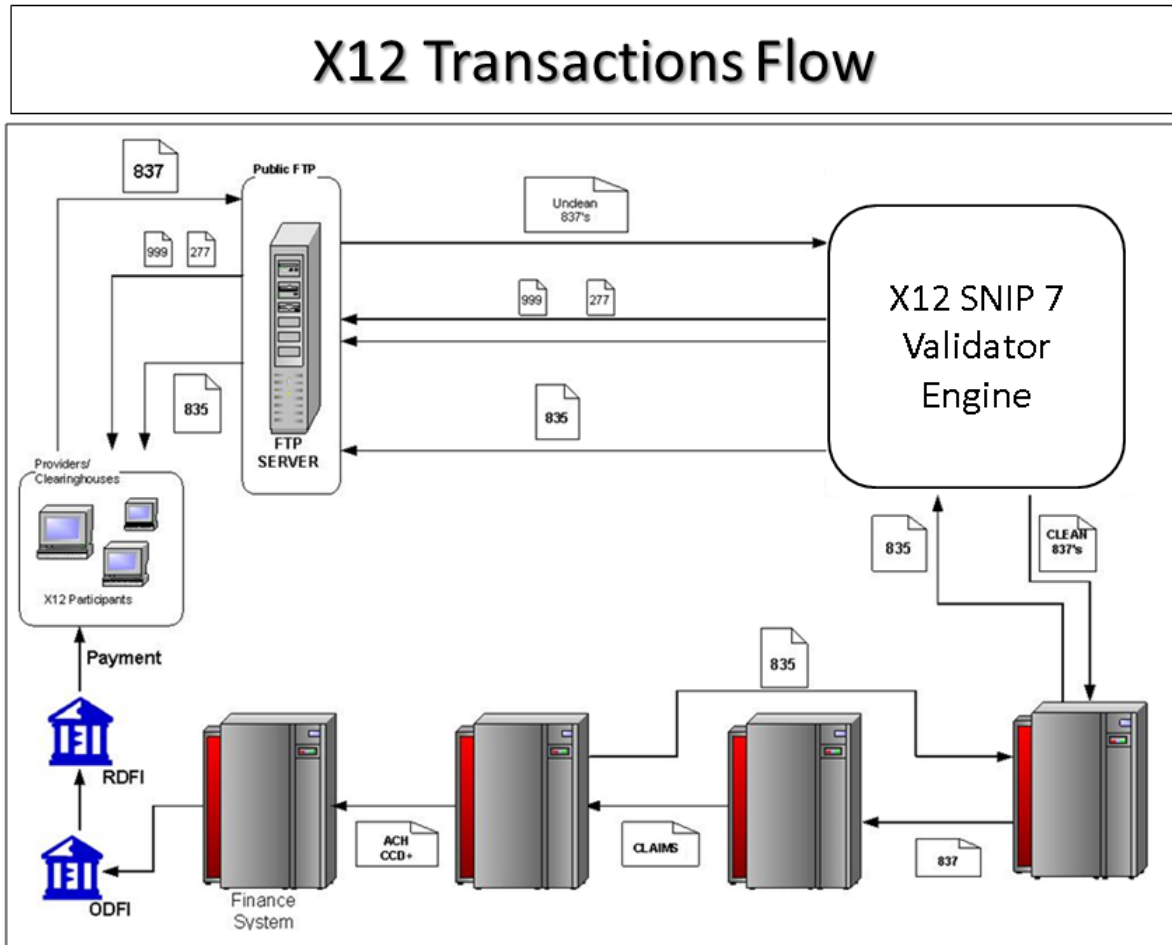 X12 Transactions Flow
837
Public FTP
Unclean
837's
999
277
999
277
X12 SNIP 7
Validator
Engine
835
835
FTP
SERVER
Providers/
Clearinghouses
X12 Participants
835
CLEAN
837's
Payment
835
RDFI
ACH
CCD+
CLAIMS
837
ODFI
Finance
System